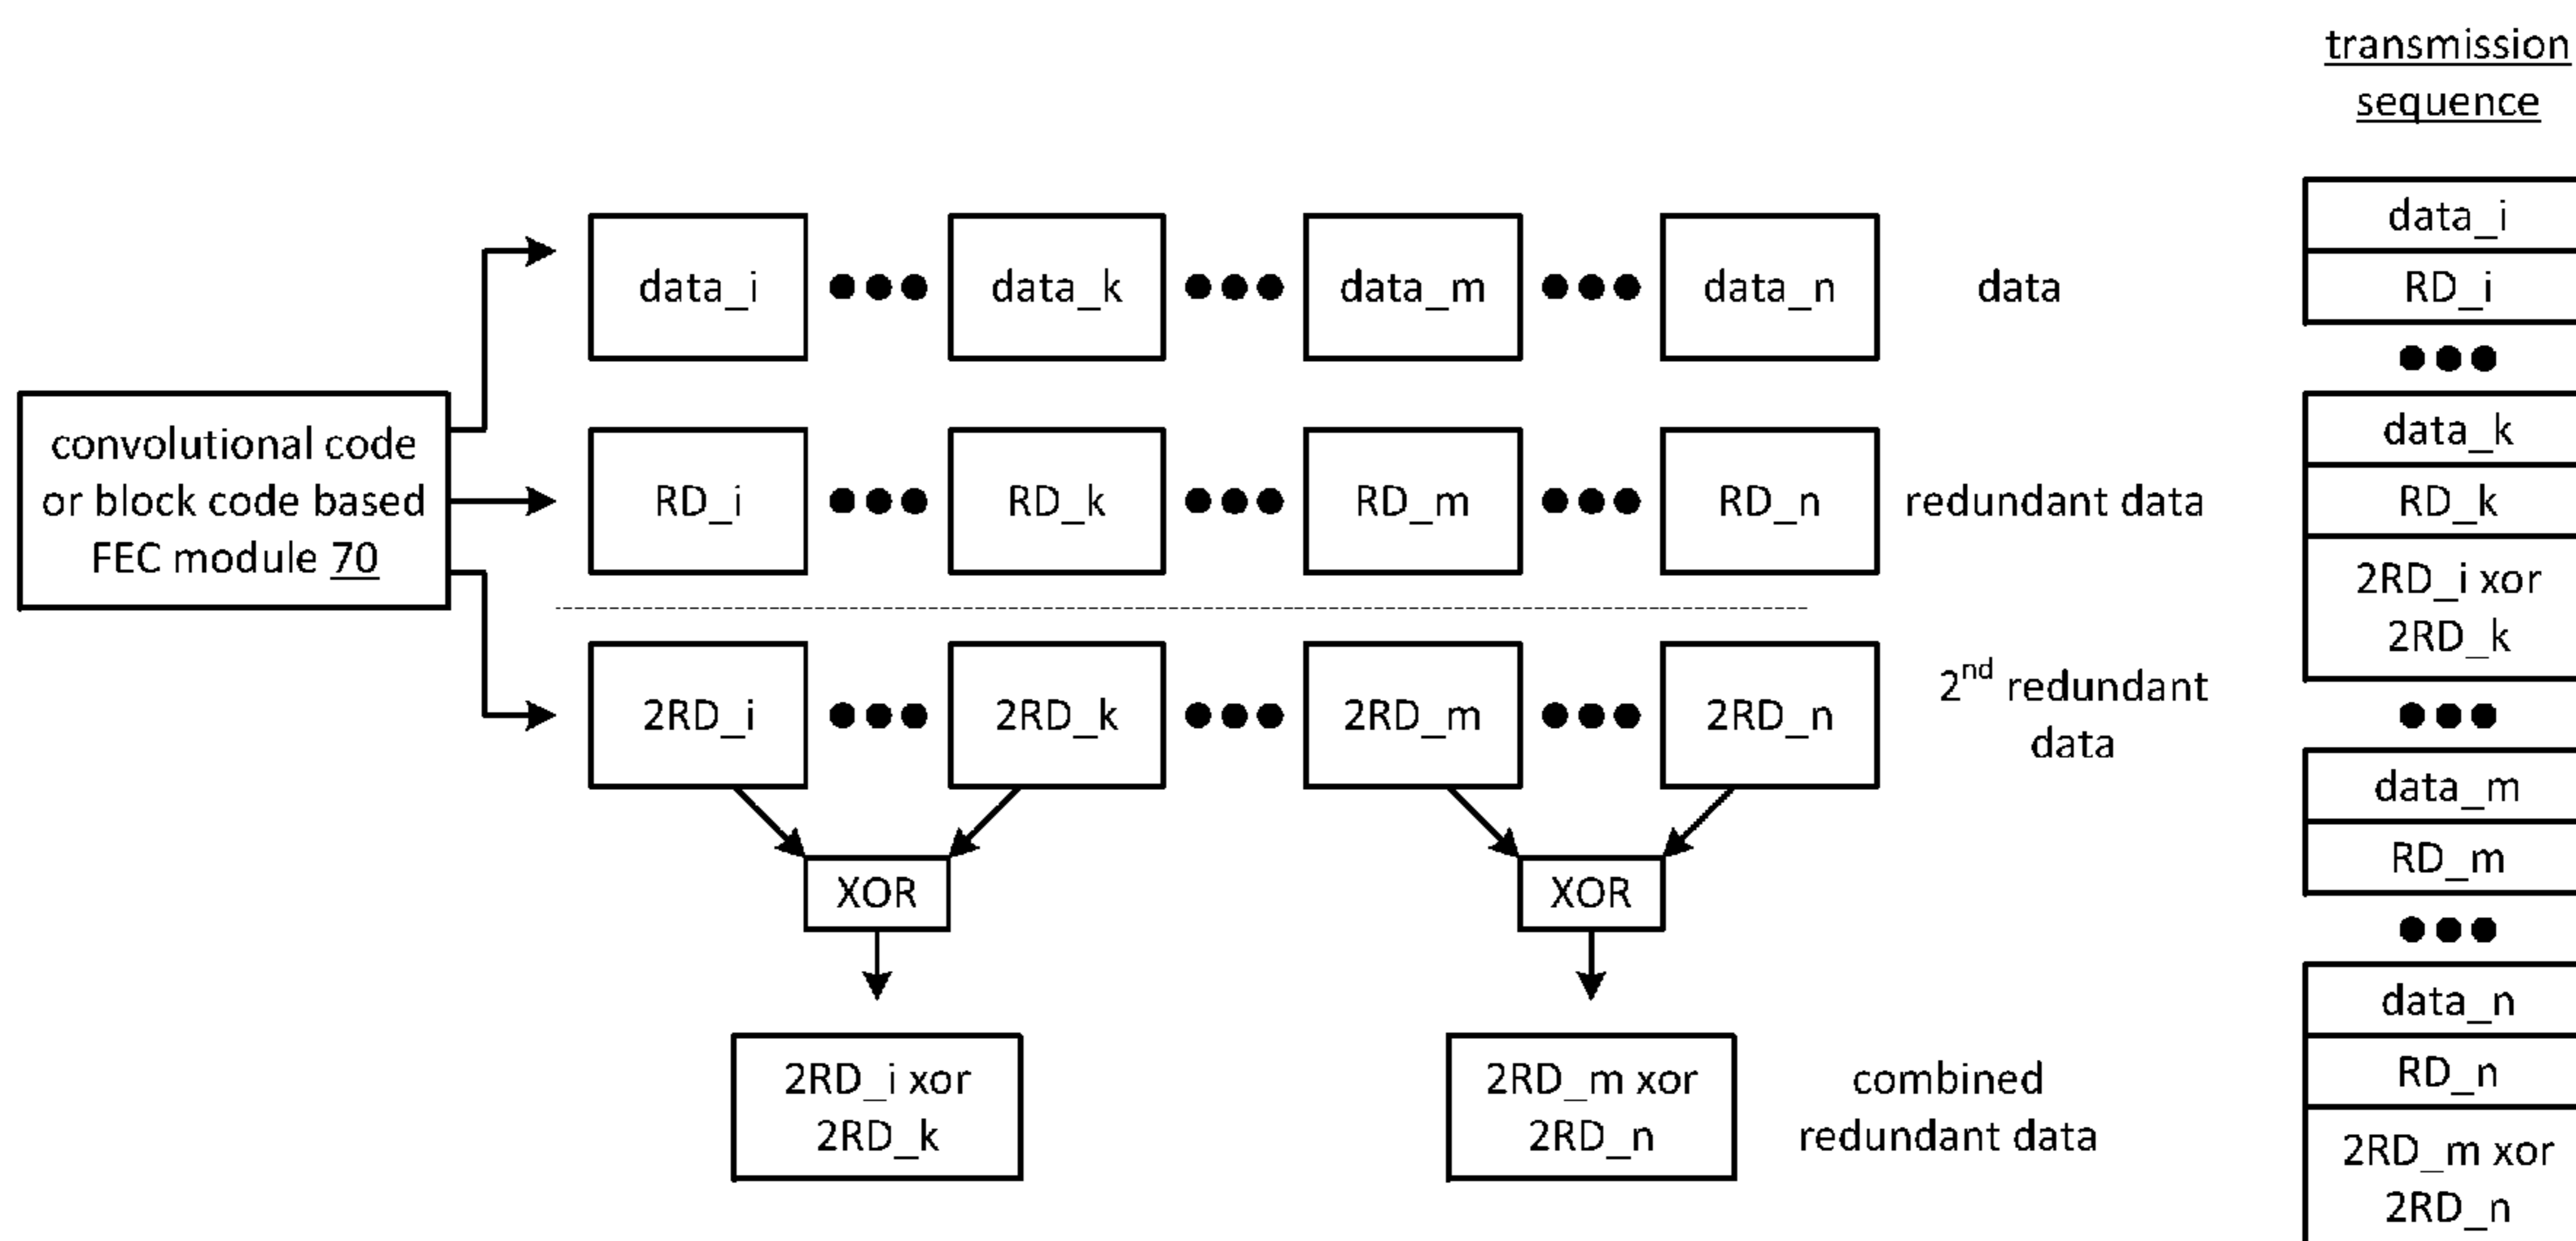 convolutional code
or block code based
FEC module 70
data_i
data_k
data_m
data_n
data
RD_i
RD_k
RD_m
RD_n
redundant data
2RD_i
2RD_k
2RD_m
2RD_n
2nd redundant
data
XOR
XOR
2RD_i xor
2RD_k
2RD_m xor
2RD_n
combined
redundant data
transmission
sequence
data_i
RD_i
data_k
RD_k
2RD_i xor
2RD_k
data_m
RD_m
data_n
RD_n
2RD_m xor
2RD_n